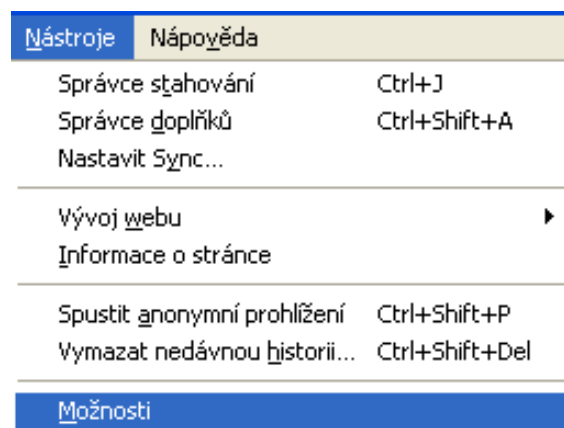 Nástroje Nápověda
Správce stahování Ctrl+J
Správce doplňků Ctrl+Shift+A
Nastavit Sync...
Vývoj webu
Informace o stránce
Spustit anonymní prohlížení Ctrl+Shift+P
Vymazat nedávnou historii... Ctrl+Shift+Del
Možnosti